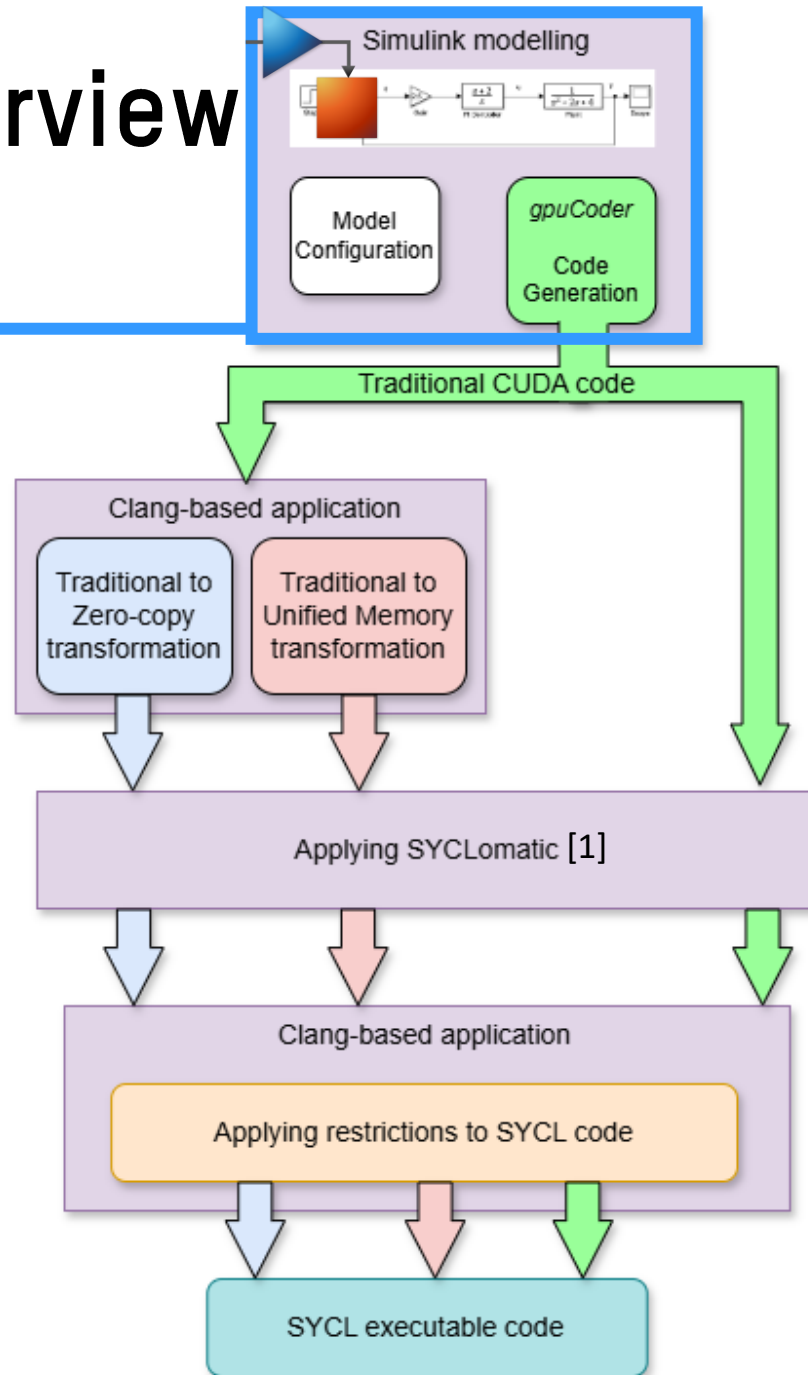 rview
Simulink modelling
Model
Configuration
gpuCoder
Code
Generation
Traditional CUDA code
Clang-based application
Traditional to
Zero-copy
transformation
Traditional to
Unified Memory
transformation
Applying SYCLomatic [1]
Clang-based application
Applying restrictions to SYCL code
SYCL executable code